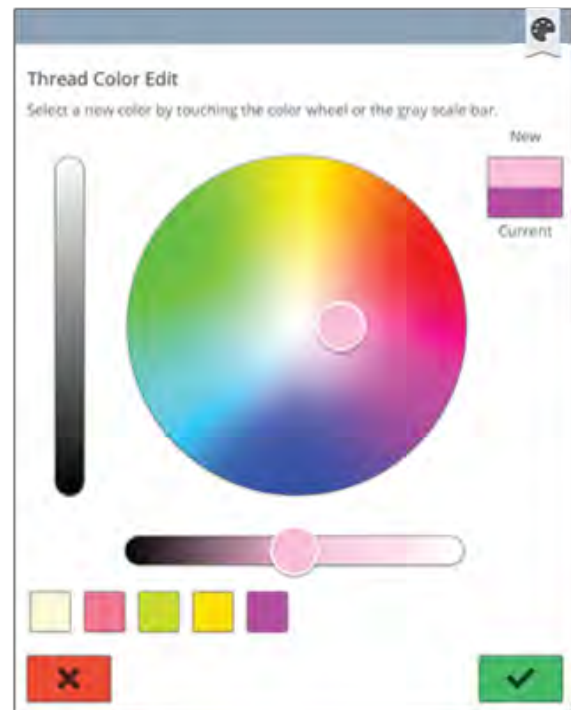 Thread Color Edit
Select a new color by touching the color wheel or the gray scale bar.
New
Current